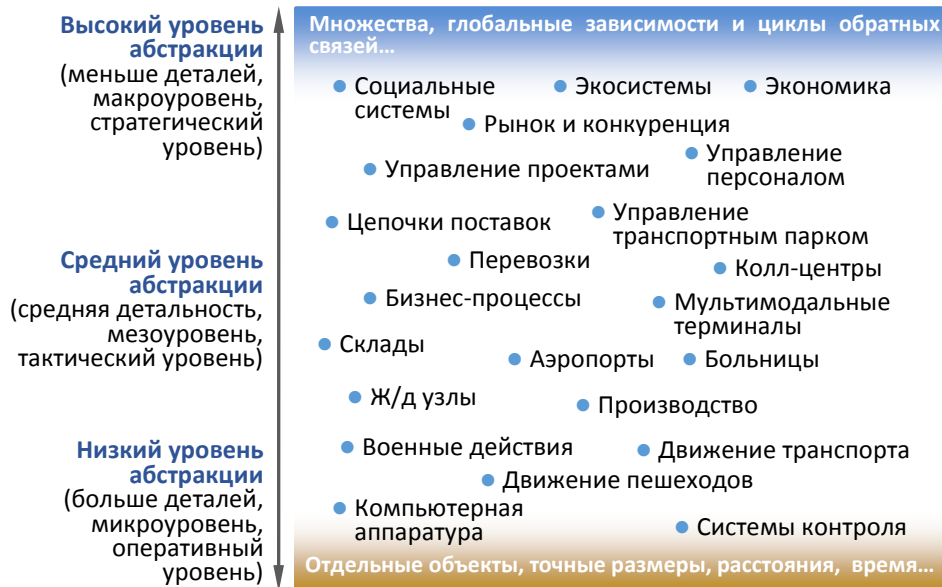 Высокий уровень
абстракции
(меньше деталей,
макроуровень,
стратегический
уровень)
Средний уровень
абстракции
(средняя детальность,
мезоуровень,
тактический уровень)
Низкий уровень
абстракции
(больше деталей,
микроуровень,
оперативный
уровень)
Множества, глобальные зависимости и циклы обратных
связей…
Социальные
системы
Экосистемы
Экономика
Рынок и конкуренция
Управление проектами
Управление
персоналом
Цепочки поставок
Управление
транспортным парком
Перевозки
Колл-центры
Бизнес-процессы
Мультимодальные
терминалы
Склады
Аэропорты
Больницы
Ж/д узлы
Производство
Военные действия
Движение транспорта
Движение пешеходов
Компьютерная
аппаратура
Системы контроля
Отдельные объекты, точные размеры, расстояния, время…